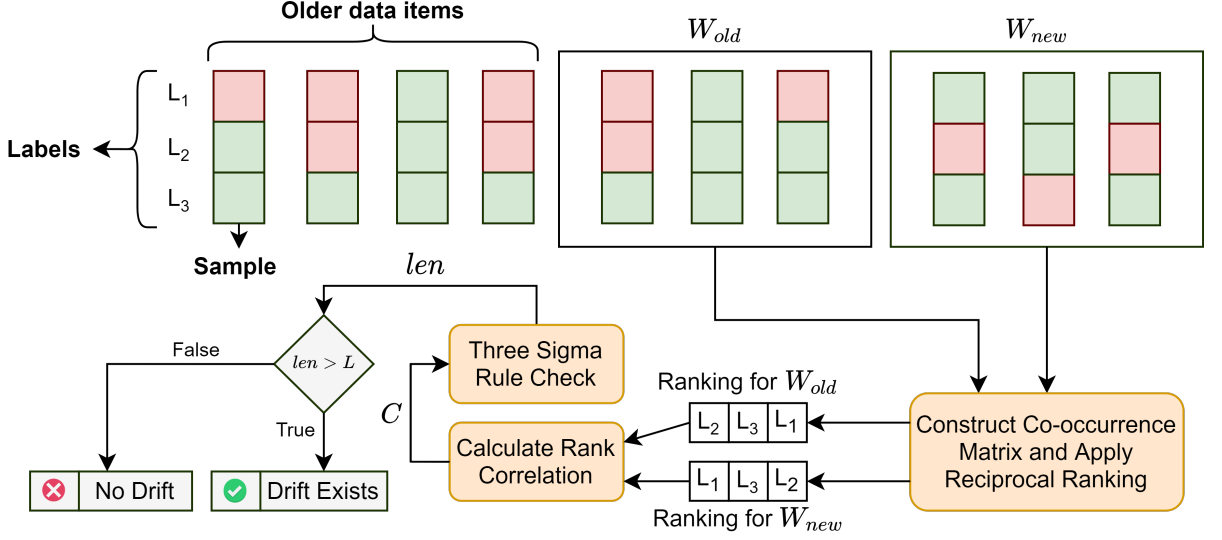 Older data items
W_old
W_new
L₁
L₂
L₃
Labels
Sample
len
False
len > L
True
Three Sigma
Rule Check
C
Calculate Rank
Correlation
Ranking for W_old
L₂ L₃ L₁
L₁ L₃ L₂
Ranking for W_new
Construct Co-occurrence
Matrix and Apply
Reciprocal Ranking
No Drift
Drift Exists